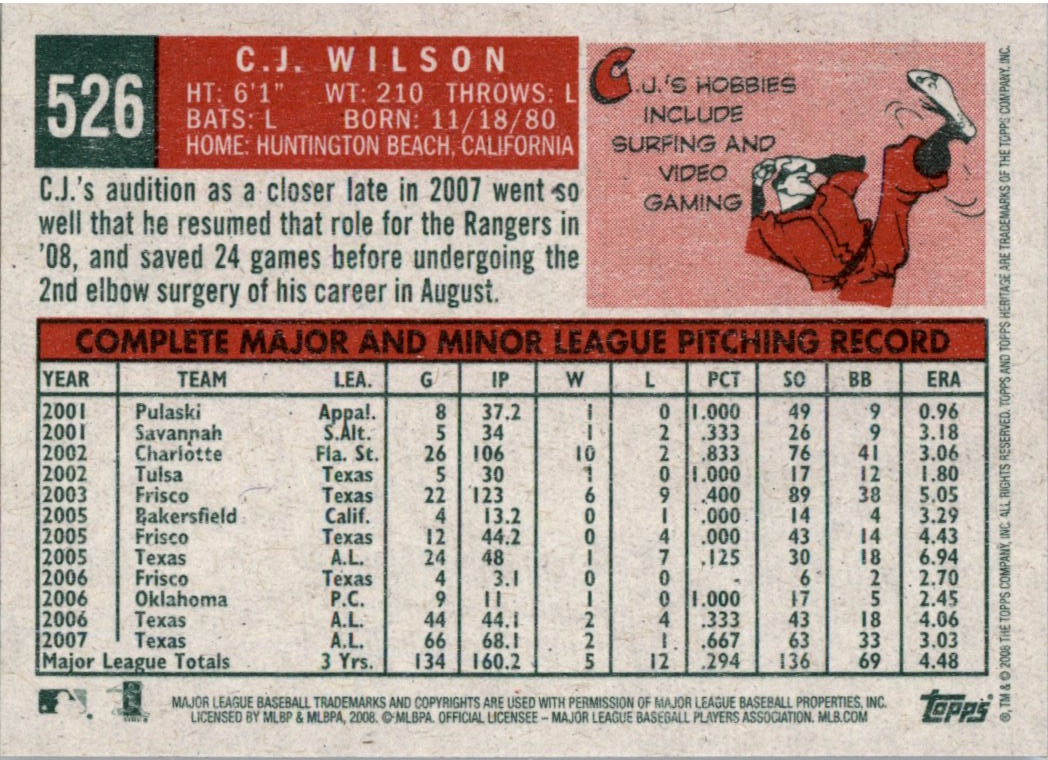 526
C.J. WILSON
HT: 6'1" WT: 210 THROWS: L
BATS: L BORN: 11/18/80
HOME: HUNTINGTON BEACH, CALIFORNIA
C.J.'S HOBBIES
INCLUDE
SURFING AND
VIDEO
GAMING
C.J.'s audition as a closer late in 2007 went so
well that he resumed that role for the Rangers in
'08, and saved 24 games before undergoing the
2nd elbow surgery of his career in August.
COMPLETE MAJOR AND MINOR LEAGUE PITCHING RECORD
YEAR TEAM LEA. G IP W L PCT SO BB ERA
2001 Pulaski Appal. 8 37.2 1 0 1.000 49 9 0.96
2001 Savannah S.Alt. 5 34 1 2 .333 26 9 3.18
2002 Charlotte Fla. St. 26 106 10 2 .833 76 41 3.06
2002 Tulsa Texas 5 30 1 0 1.000 17 12 1.80
2003 Frisco Texas 22 123 6 9 .400 89 38 5.05
2005 Bakersfield Calif. 4 13.2 0 1 .000 14 4 3.29
2005 Frisco Texas 12 44.2 0 4 .000 43 14 4.43
2005 Texas A.L. 24 48 1 7 .125 30 18 6.94
2006 Frisco Texas 4 3.1 0 0 - 6 2 2.70
2006 Oklahoma P.C. 9 11 1 0 1.000 17 5 2.45
2006 Texas A.L. 44 44.1 2 4 .333 43 18 4.06
2007 Texas A.L. 66 68.1 2 1 .667 63 33 3.03
Major League Totals 3 Yrs. 134 160.2 5 12 .294 136 69 4.48
MAJOR LEAGUE BASEBALL TRADEMARKS AND COPYRIGHTS ARE USED WITH PERMISSION OF MAJOR LEAGUE BASEBALL PROPERTIES, INC.
LICENSED BY MLBP & MLBPA, 2008. © MLBPA. OFFICIAL LICENSEE – MAJOR LEAGUE BASEBALL PLAYERS ASSOCIATION. MLB.COM
Topps
®, TM & © 2008 THE TOPPS COMPANY, INC. ALL RIGHTS RESERVED. TOPPS AND TOPPS HERITAGE ARE TRADEMARKS OF THE TOPPS COMPANY, INC.